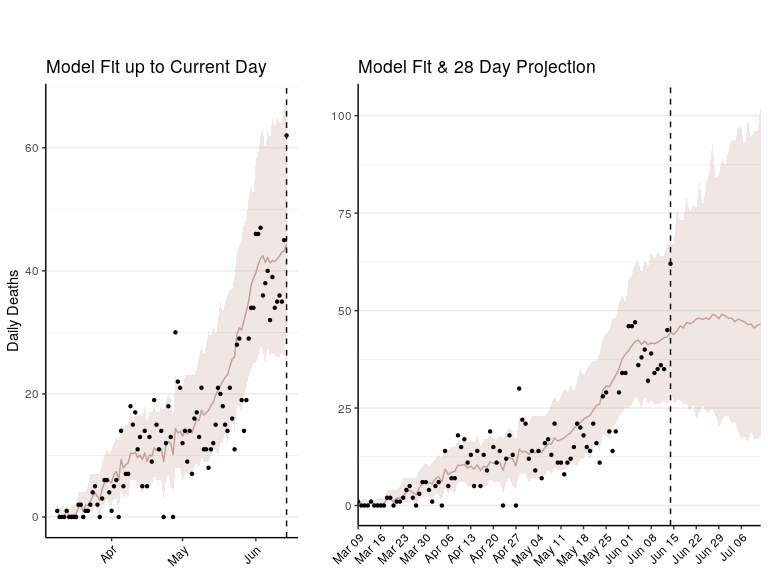 Model Fit up to Current Day
Daily Deaths
60
40
20
0
Apr
May
Jun
Model Fit & 28 Day Projection
100
75
50
25
0
Mar 09
Mar 16
Mar 23
Mar 30
Apr 06
Apr 13
Apr 20
Apr 27
May 04
May 11
May 18
May 25
Jun 01
Jun 08
Jun 15
Jun 22
Jun 29
Jul 06